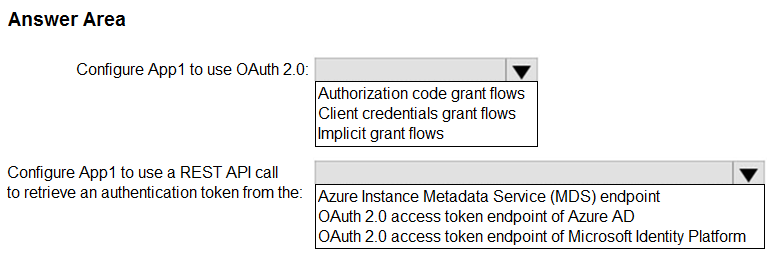 Answer Area
Configure App1 to use OAuth 2.0:
Authorization code grant flows
Client credentials grant flows
Implicit grant flows
Configure App1 to use a REST API call
to retrieve an authentication token from the:
Azure Instance Metadata Service (MDS) endpoint
OAuth 2.0 access token endpoint of Azure AD
OAuth 2.0 access token endpoint of Microsoft Identity Platform